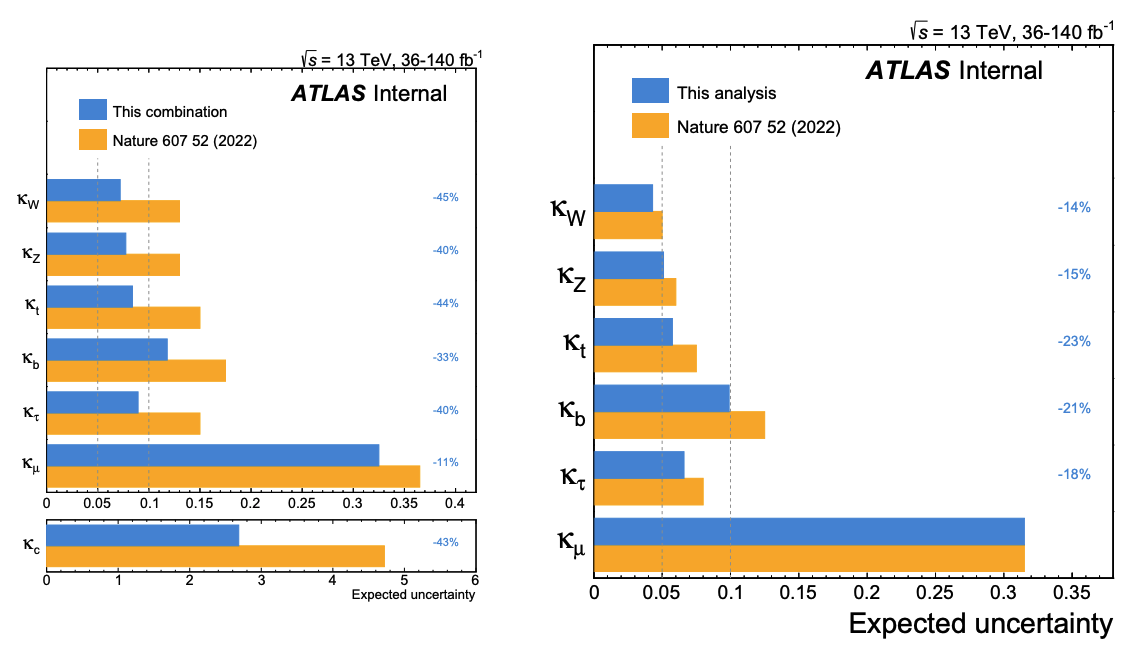 √s = 13 TeV, 36-140 fb⁻¹
ATLAS Internal
This combination
Nature 607 52 (2022)
κW -45%
κZ -40%
κt -44%
κb -33%
κτ -40%
κμ -11%
0 0.05 0.1 0.15 0.2 0.25 0.3 0.35 0.4
κc -43%
0 1 2 3 4 5 6
Expected uncertainty
√s = 13 TeV, 36-140 fb⁻¹
ATLAS Internal
This analysis
Nature 607 52 (2022)
κW -14%
κZ -15%
κt -23%
κb -21%
κτ -18%
κμ
0 0.05 0.1 0.15 0.2 0.25 0.3 0.35
Expected uncertainty